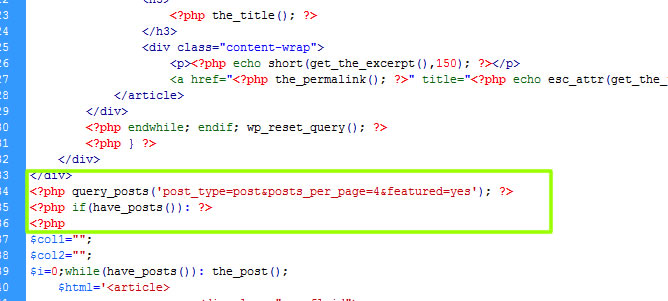 <h3>
23 <?php the_title(); ?>
24 </h3>
25 <div class="content-wrap">
26 <p><?php echo short(get_the_excerpt(),150); ?></p>
27 <a href="<?php the_permalink(); ?>" title="<?php echo esc_attr(get_the_
28 </article>
29 </div>
30 <?php endwhile; endif; wp_reset_query(); ?>
31 <?php } ?>
32 </div>
33 </div>
34 <?php query_posts('post_type=post&posts_per_page=4&featured=yes'); ?>
35 <?php if(have_posts()): ?>
36 <?php
37 $col1="";
38 $col2="";
39 $i=0;while(have_posts()): the_post();
40 $html='<article>